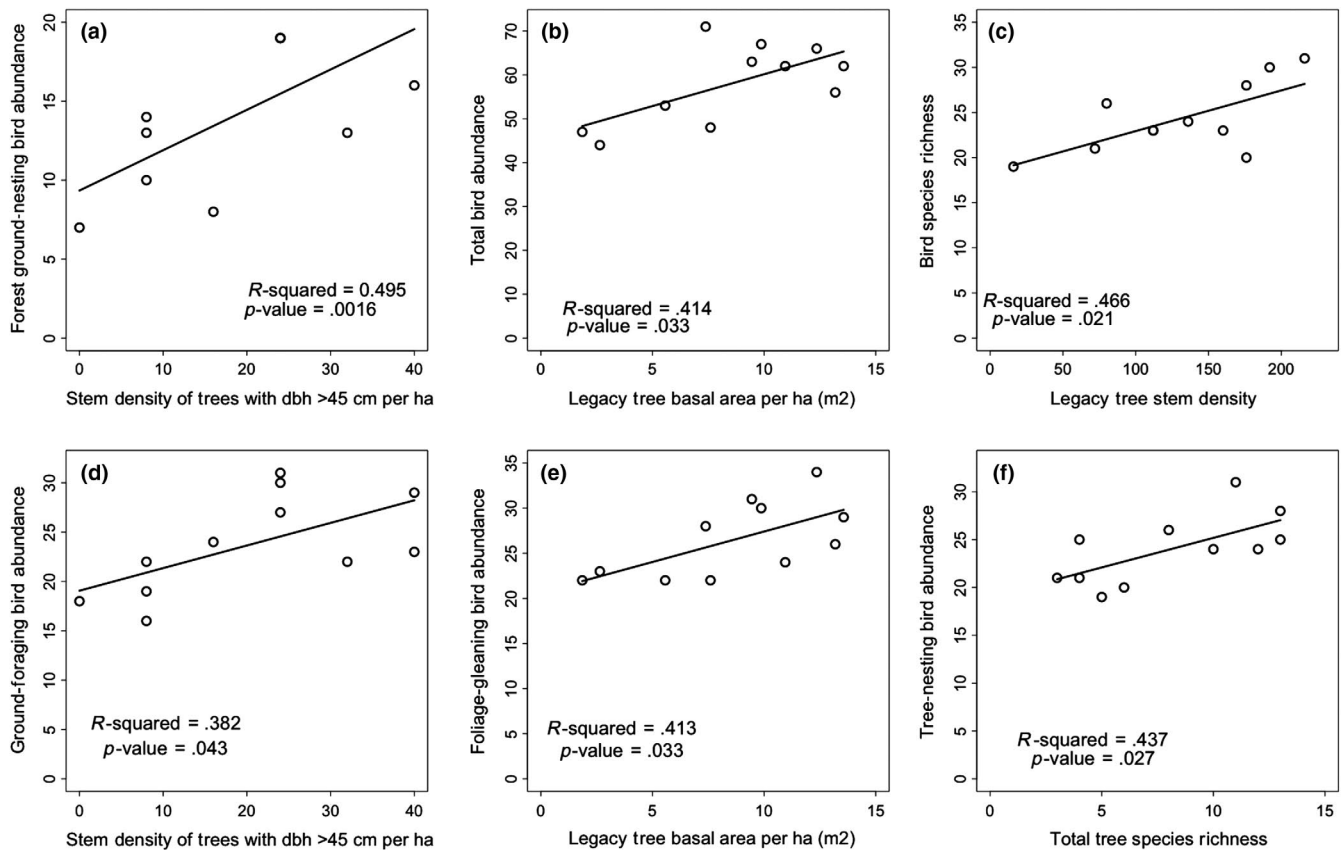 (a)
Forest ground-nesting bird abundance
20
15
10
5
0
R-squared = 0.495
p-value = .0016
0 10 20 30 40
Stem density of trees with dbh >45 cm per ha
(b)
Total bird abundance
70
60
50
40
30
20
10
0
R-squared = .414
p-value = .033
0 5 10 15
Legacy tree basal area per ha (m2)
(c)
Bird species richness
35
30
25
20
15
10
5
0
R-squared = .466
p-value = .021
0 50 100 150 200
Legacy tree stem density
(d)
Ground-foraging bird abundance
30
25
20
15
10
5
0
R-squared = .382
p-value = .043
0 10 20 30 40
Stem density of trees with dbh >45 cm per ha
(e)
Foliage-gleaning bird abundance
35
30
25
20
15
10
5
0
R-squared = .413
p-value = .033
0 5 10 15
Legacy tree basal area per ha (m2)
(f)
Tree-nesting bird abundance
30
25
20
15
10
5
0
R-squared = .437
p-value = .027
0 5 10 15
Total tree species richness